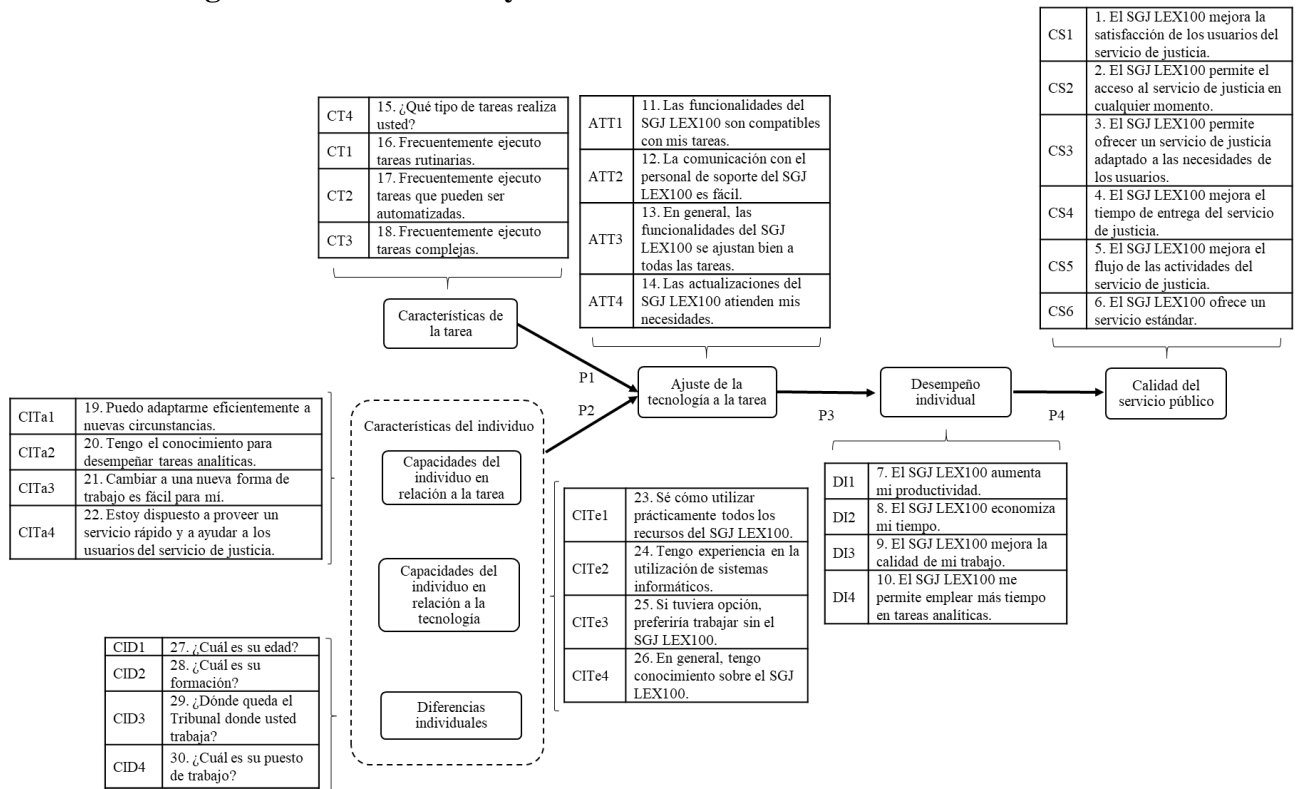 CS1
1. El SGJ LEX100 mejora la
satisfacción de los usuarios del
servicio de justicia.
CS2
2. El SGJ LEX100 permite el
acceso al servicio de justicia en
cualquier momento.
CS3
3. El SGJ LEX100 permite
ofrecer un servicio de justicia
adaptado a las necesidades de
los usuarios.
CS4
4. El SGJ LEX100 mejora el
tiempo de entrega del servicio
de justicia.
CS5
5. El SGJ LEX100 mejora el
flujo de las actividades del
servicio de justicia.
CS6
6. El SGJ LEX100 ofrece un
servicio estándar.
CT4
15. ¿Qué tipo de tareas realiza
usted?
CT1
16. Frecuentemente ejecuto
tareas rutinarias.
CT2
17. Frecuentemente ejecuto
tareas que pueden ser
automatizadas.
CT3
18. Frecuentemente ejecuto
tareas complejas.
ATT1
11. Las funcionalidades del
SGJ LEX100 son compatibles
con mis tareas.
ATT2
12. La comunicación con el
personal de soporte del SGJ
LEX100 es fácil.
ATT3
13. En general, las
funcionalidades del SGJ
LEX100 se ajustan bien a
todas las tareas.
ATT4
14. Las actualizaciones del
SGJ LEX100 atienden mis
necesidades.
Características de
la tarea
P1
P2
Ajuste de la
tecnología a la tarea
P3
Desempeño
individual
P4
Calidad del
servicio público
CITa1
19. Puedo adaptarme eficientemente a
nuevas circunstancias.
CITa2
20. Tengo el conocimiento para
desempeñar tareas analíticas.
CITa3
21. Cambiar a una nueva forma de
trabajo es fácil para mí.
CITa4
22. Estoy dispuesto a proveer un
servicio rápido y a ayudar a los
usuarios del servicio de justicia.
Características del individuo
Capacidades del
individuo en
relación a la tarea
Capacidades del
individuo en
relación a la
tecnología
Diferencias
individuales
CITe1
23. Sé cómo utilizar
prácticamente todos los
recursos del SGJ LEX100.
CITe2
24. Tengo experiencia en la
utilización de sistemas
informáticos.
CITe3
25. Si tuviera opción,
preferiría trabajar sin el
SGJ LEX100.
CITe4
26. En general, tengo
conocimiento sobre el SGJ
LEX100.
DI1
7. El SGJ LEX100 aumenta
mi productividad.
DI2
8. El SGJ LEX100 economiza
mi tiempo.
DI3
9. El SGJ LEX100 mejora la
calidad de mi trabajo.
DI4
10. El SGJ LEX100 me
permite emplear más tiempo
en tareas analíticas.
CID1
27. ¿Cuál es su edad?
CID2
28. ¿Cuál es su
formación?
CID3
29. ¿Dónde queda el
Tribunal donde usted
trabaja?
CID4
30. ¿Cuál es su puesto
de trabajo?